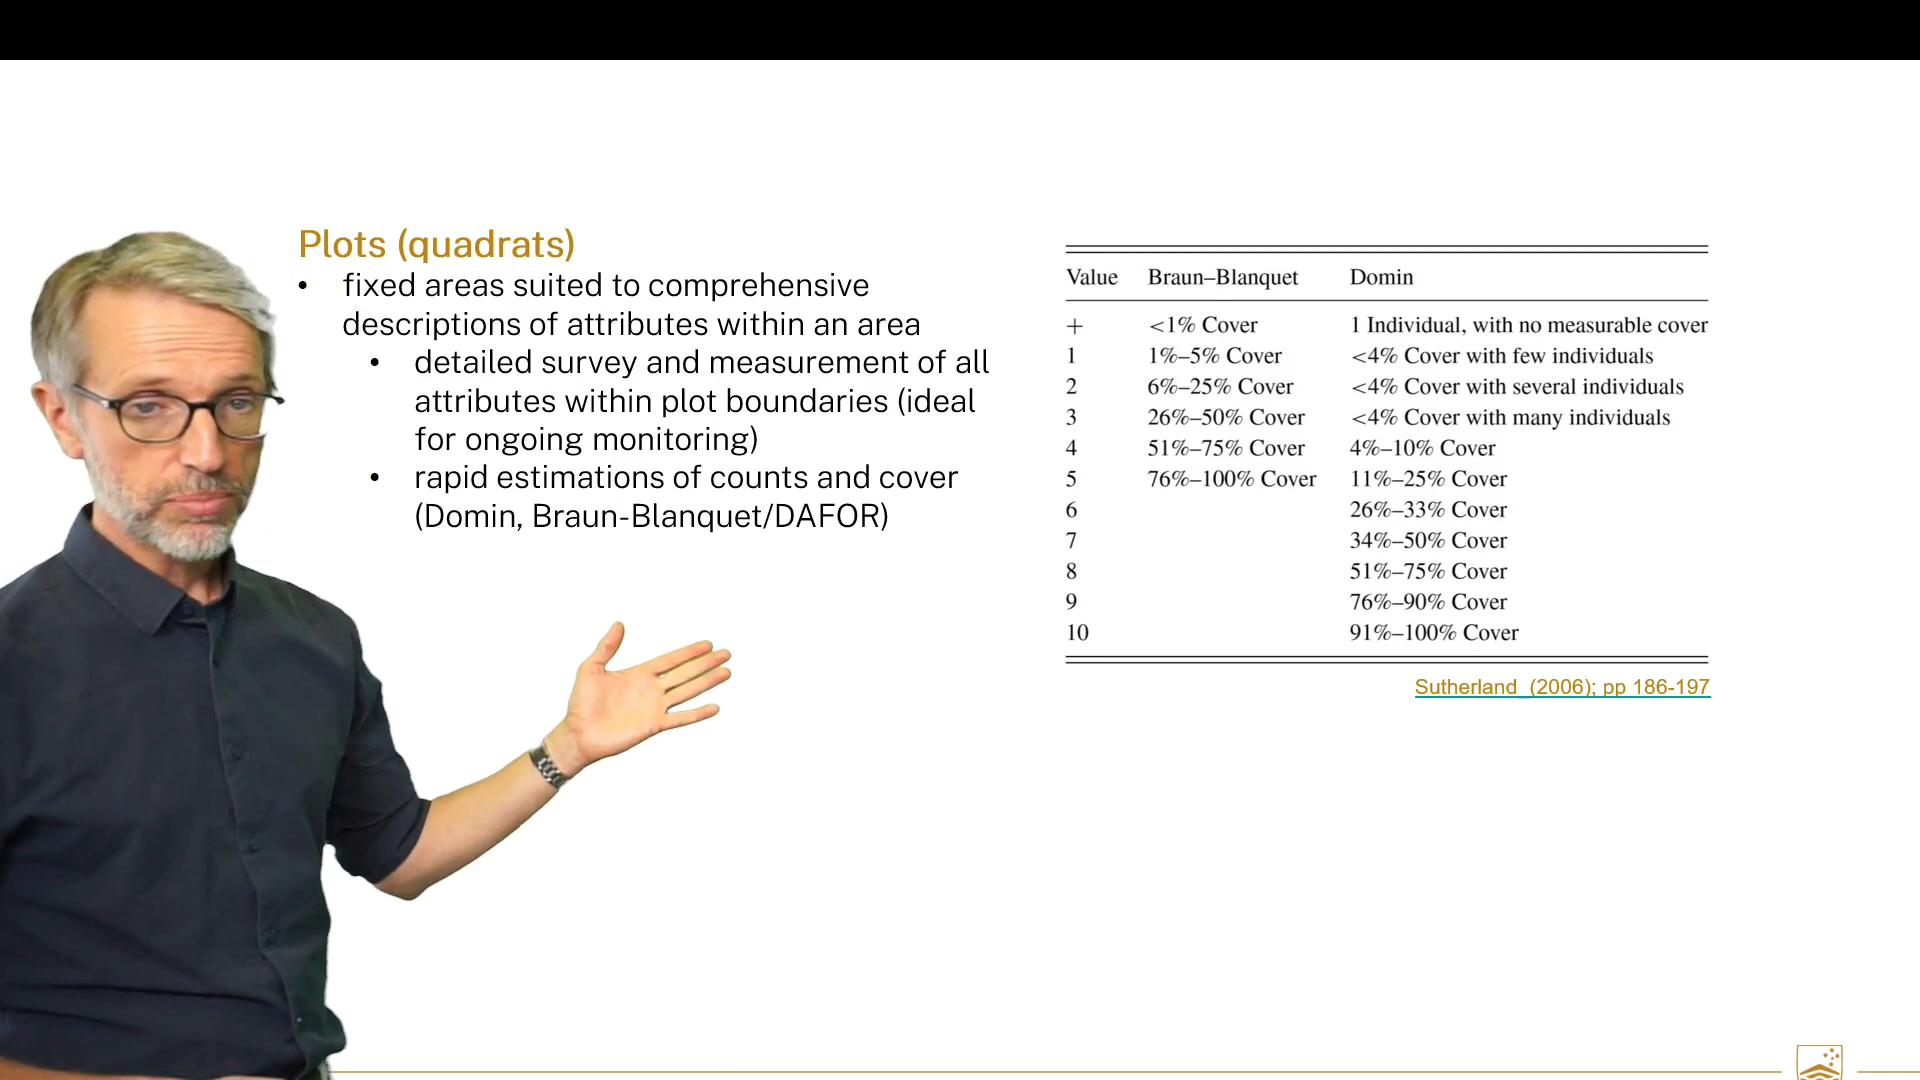 Plots (quadrats)
• fixed areas suited to comprehensive
descriptions of attributes within an area
• detailed survey and measurement of all
attributes within plot boundaries (ideal
for ongoing monitoring)
• rapid estimations of counts and cover
(Domin, Braun-Blanquet/DAFOR)
Value Braun–Blanquet Domin
+ <1% Cover 1 Individual, with no measurable cover
1 1%–5% Cover <4% Cover with few individuals
2 6%–25% Cover <4% Cover with several individuals
3 26%–50% Cover <4% Cover with many individuals
4 51%–75% Cover 4%–10% Cover
5 76%–100% Cover 11%–25% Cover
6 26%–33% Cover
7 34%–50% Cover
8 51%–75% Cover
9 76%–90% Cover
10 91%–100% Cover
Sutherland (2006); pp 186-197